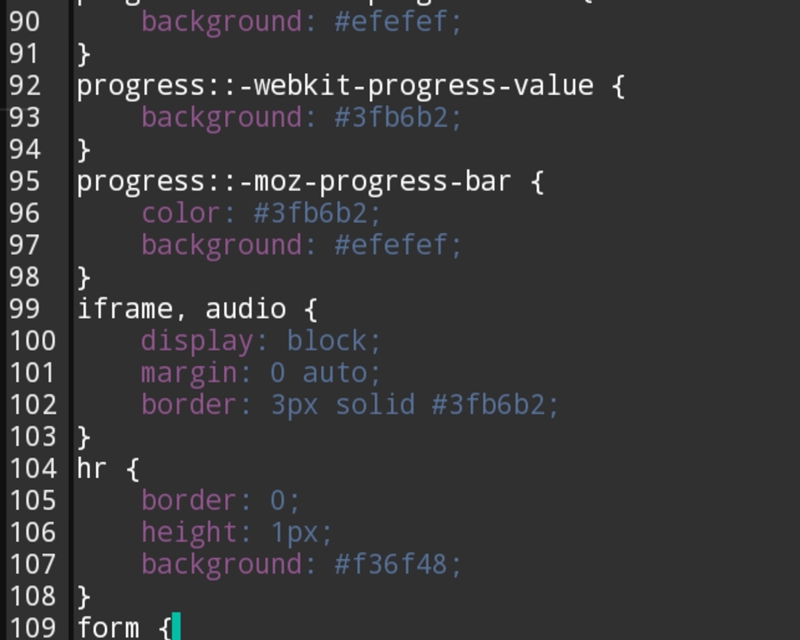 90 background: #efefef;
91 }
92 progress::-webkit-progress-value {
93 background: #3fb6b2;
94 }
95 progress::-moz-progress-bar {
96 color: #3fb6b2;
97 background: #efefef;
98 }
99 iframe, audio {
100 display: block;
101 margin: 0 auto;
102 border: 3px solid #3fb6b2;
103 }
104 hr {
105 border: 0;
106 height: 1px;
107 background: #f36f48;
108 }
109 form {